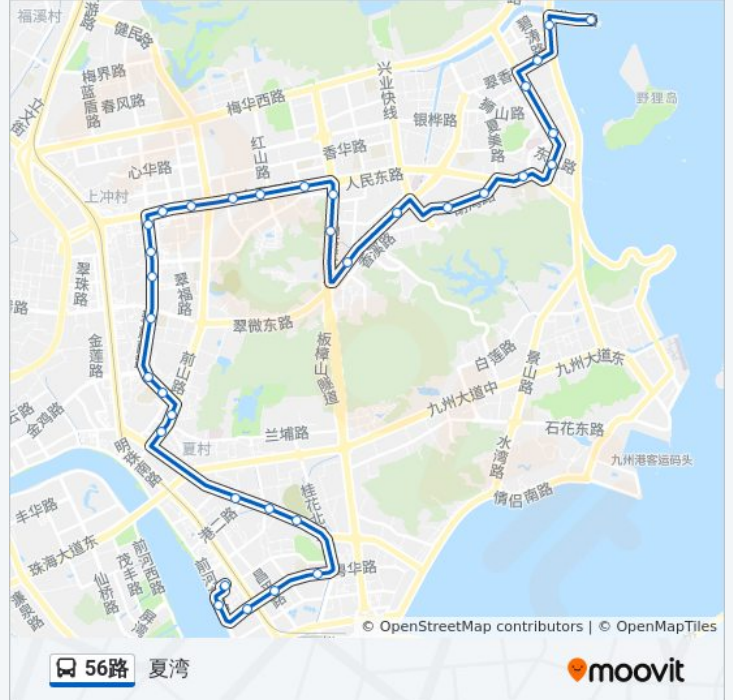 福溪村
健民路
碧涛路
梅界路
兴业快线
翠香
野狸岛
蓝盾路
春风路
梅华西路
立交街
银桦路
山路
红山路
香华路
心华路
人民东路
上冲村
香溪路
翠珠路
翠福路
路
翠微东路
板樟山隧道
金莲路
白莲路
前山路
景山路
九州大道东
九州大道中
金鸡路
云路
兰埔路
石花东路
夏村
水湾路
明珠南路
九州港客运码头
情侣南路
丰华路
桂花北
港二路
珠海大道东
前河西路
茂丰路
仙桥路
前河
粤华路
© OpenStreetMap contributors | © OpenMapTiles
56路 夏湾
moovit